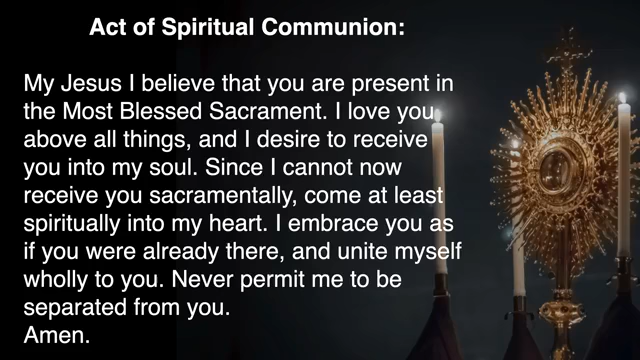 Act of Spiritual Communion:
My Jesus I believe that you are present in
the Most Blessed Sacrament. I love you
above all things, and I desire to receive
you into my soul. Since I cannot now
receive you sacramentally, come at least
spiritually into my heart. I embrace you as
if you were already there, and unite myself
wholly to you. Never permit me to be
separated from you.
Amen.